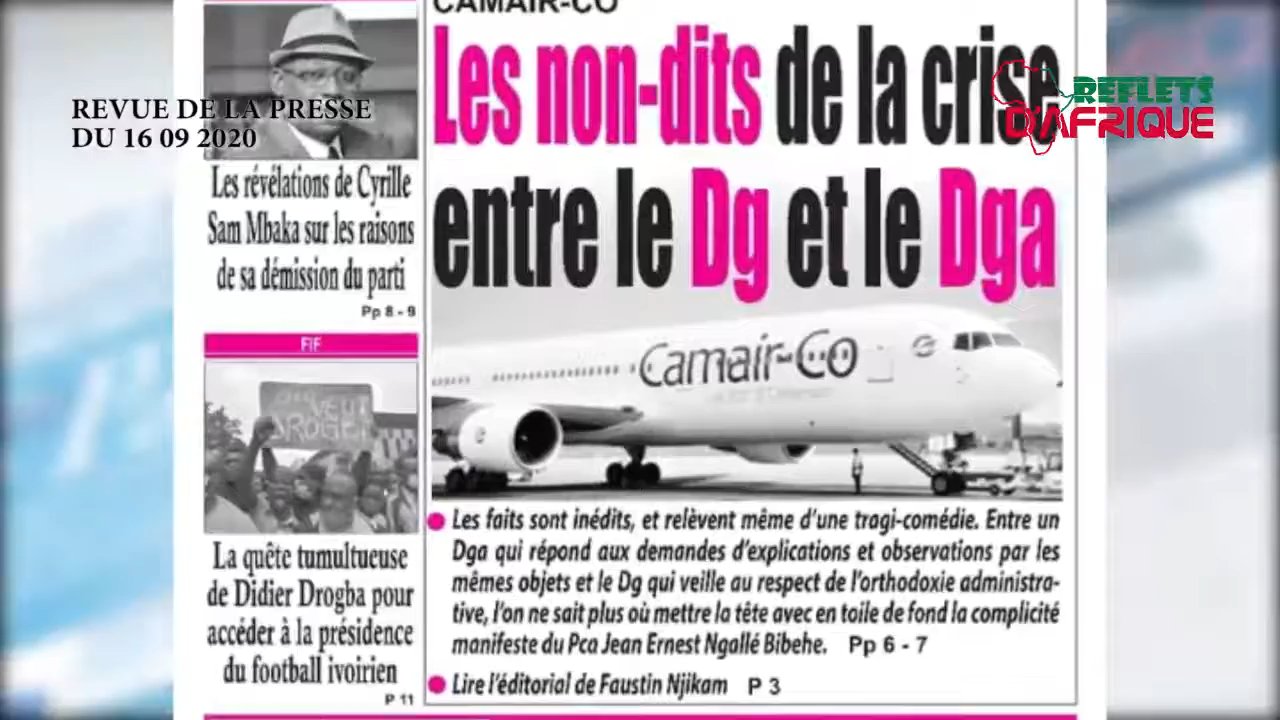 CAMAIR-CO
Les non-dits de la crise
entre le Dg et le Dga
REFLETS
D'AFRIQUE
REVUE DE LA PRESSE
DU 16 09 2020
Les révélations de Cyrille
Sam Mbaka sur les raisons
de sa démission du parti
Pp 8 - 9
FIF
VEUT
La quête tumultueuse
de Didier Drogba pour
accéder à la présidence
du football ivoirien
P 11
Camair-Co
Les faits sont inédits, et relèvent même d'une tragi-comédie. Entre un
Dga qui répond aux demandes d'explications et observations par les
mêmes objets et le Dg qui veille au respect de l'orthodoxie administra-
tive, l'on ne sait plus où mettre la tête avec en toile de fond la complicité
manifeste du Pca Jean Ernest Ngallé Bibehe. Pp 6 - 7
Lire l'éditorial de Faustin Njikam P 3